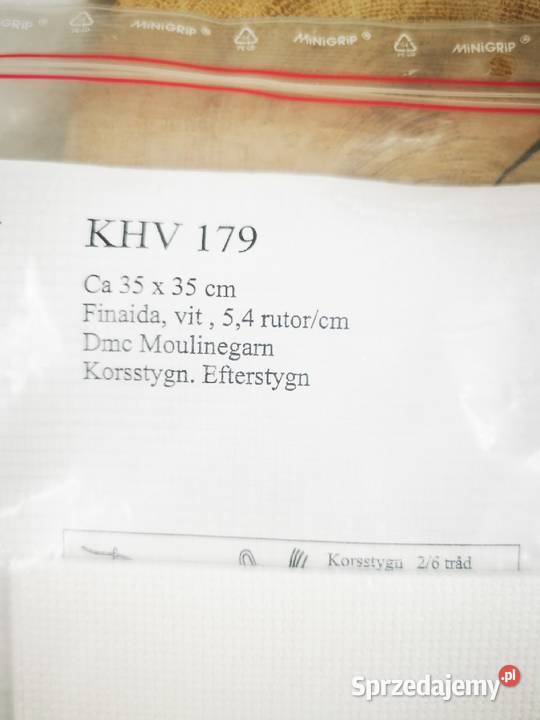 MiNiGRiP ®
MiNiGRiP ®
MiNiGRiP ®
KHV 179
Ca 35 x 35 cm
Finaida, vit , 5,4 rutor/cm
Dmc Moulinegarn
Korsstygn. Efterstygn
Korsstygn 2/6 tråd
Sprzedajemy.pl